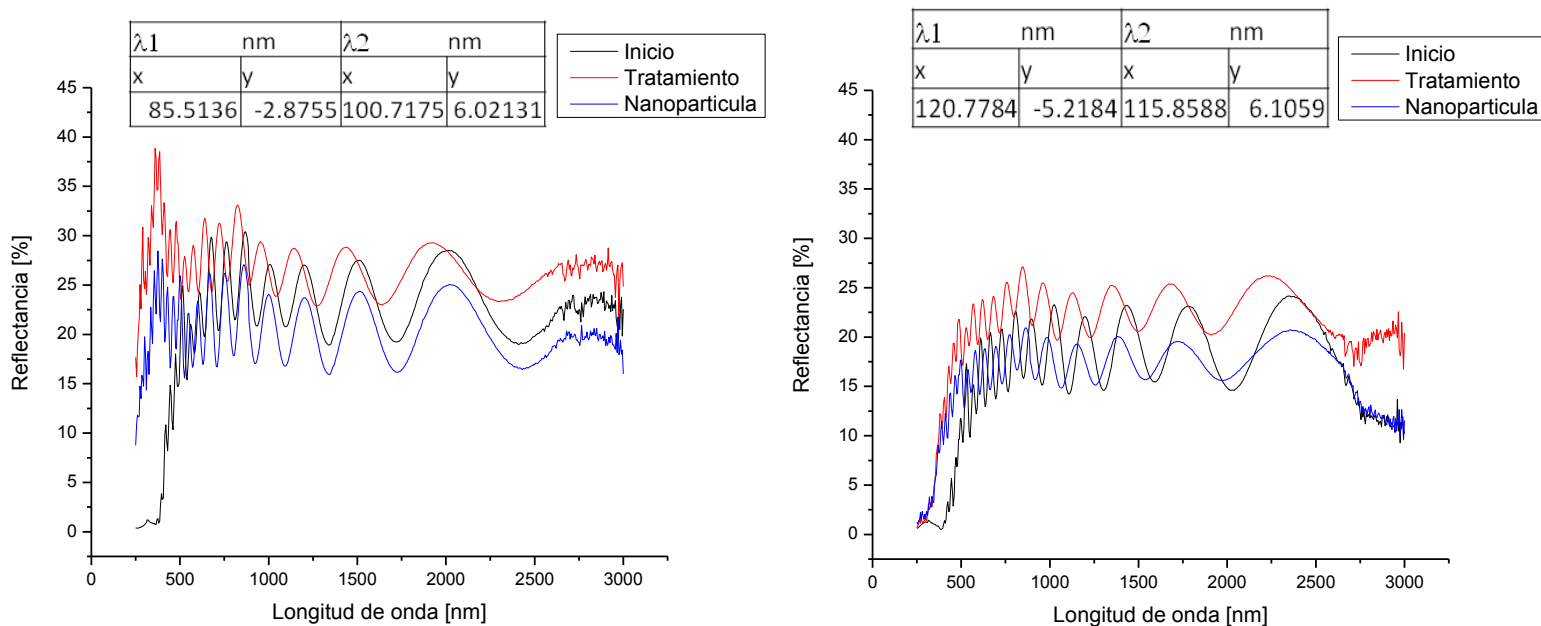 λ1 nm λ2 nm
x y x y
85.5136 -2.8755 100.7175 6.02131
Inicio
Tratamiento
Nanoparticula
45
40
35
30
25
20
15
10
5
0
Reflectancia [%]
0 500 1000 1500 2000 2500 3000
Longitud de onda [nm]
λ1 nm λ2 nm
x y x y
120.7784 -5.2184 115.8588 6.1059
Inicio
Tratamiento
Nanoparticula
45
40
35
30
25
20
15
10
5
0
Reflectancia [%]
0 500 1000 1500 2000 2500 3000
Longitud de onda [nm]